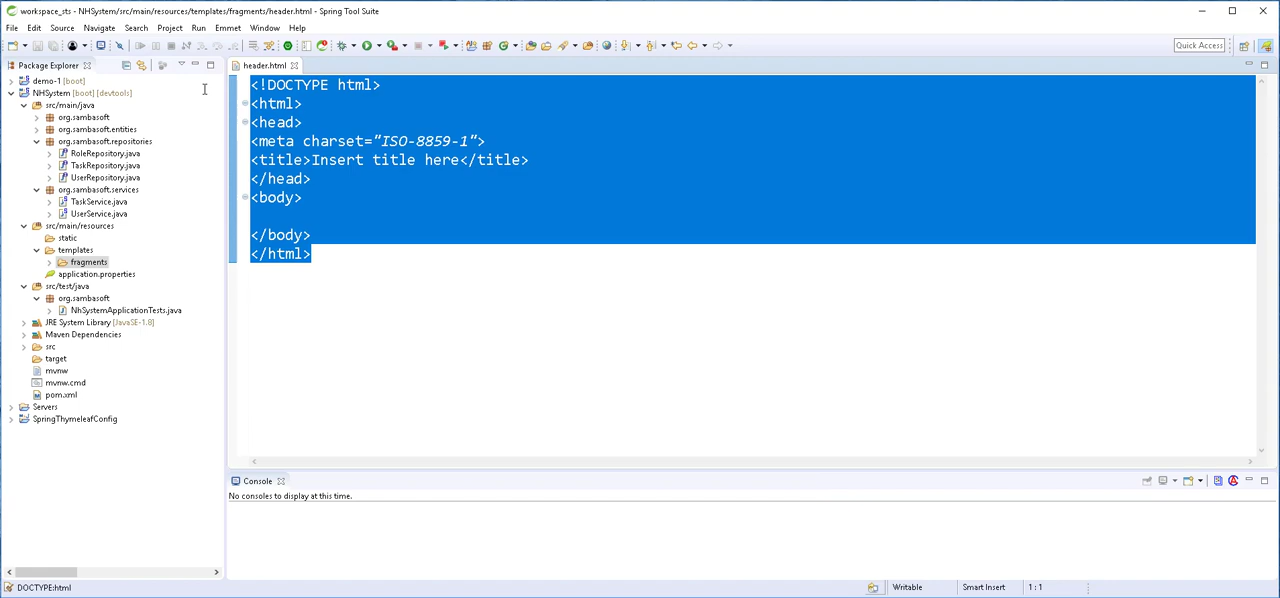 workspace_sts - NHSystem/src/main/resources/templates/fragments/header.html - Spring Tool Suite
File Edit Source Navigate Search Project Run Emmet Window Help
Quick Access
Package Explorer
header.html
demo-1 [boot]
NHSystem [boot] [devtools]
src/main/java
org.sambasoft
org.sambasoft.entities
org.sambasoft.repositories
RoleRepository.java
TaskRepository.java
UserRepository.java
org.sambasoft.services
TaskService.java
UserService.java
src/main/resources
static
templates
fragments
application.properties
src/test/java
org.sambasoft
NhSystemApplicationTests.java
JRE System Library [JavaSE-1.8]
Maven Dependencies
src
target
mvnw
mvnw.cmd
pom.xml
Servers
SpringThymeleafConfig
<!DOCTYPE html>
<html>
<head>
<meta charset="ISO-8859-1">
<title>Insert title here</title>
</head>
<body>
</body>
</html>
Console
No consoles to display at this time.
DOCTYPE:html
Writable
Smart Insert
1 : 1